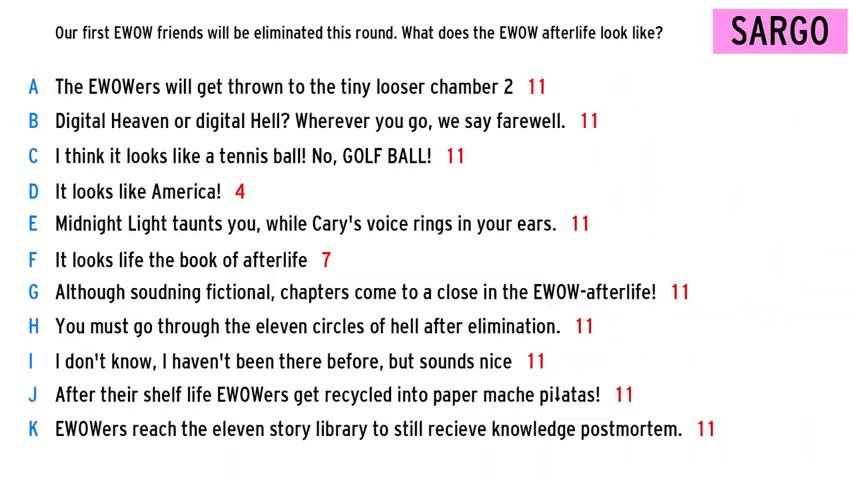 Our first EWOW friends will be eliminated this round. What does the EWOW afterlife look like?
SARGO
A The EWOWers will get thrown to the tiny looser chamber 2 11
B Digital Heaven or digital Hell? Wherever you go, we say farewell. 11
C I think it looks like a tennis ball! No, GOLF BALL! 11
D It looks like America! 4
E Midnight Light taunts you, while Cary's voice rings in your ears. 11
F It looks life the book of afterlife 7
G Although soudning fictional, chapters come to a close in the EWOW-afterlife! 11
H You must go through the eleven circles of hell after elimination. 11
I I don't know, I haven't been there before, but sounds nice 11
J After their shelf life EWOWers get recycled into paper mache 11
K EWOWers reach the eleven story library to still recieve knowledge postmortem. 11